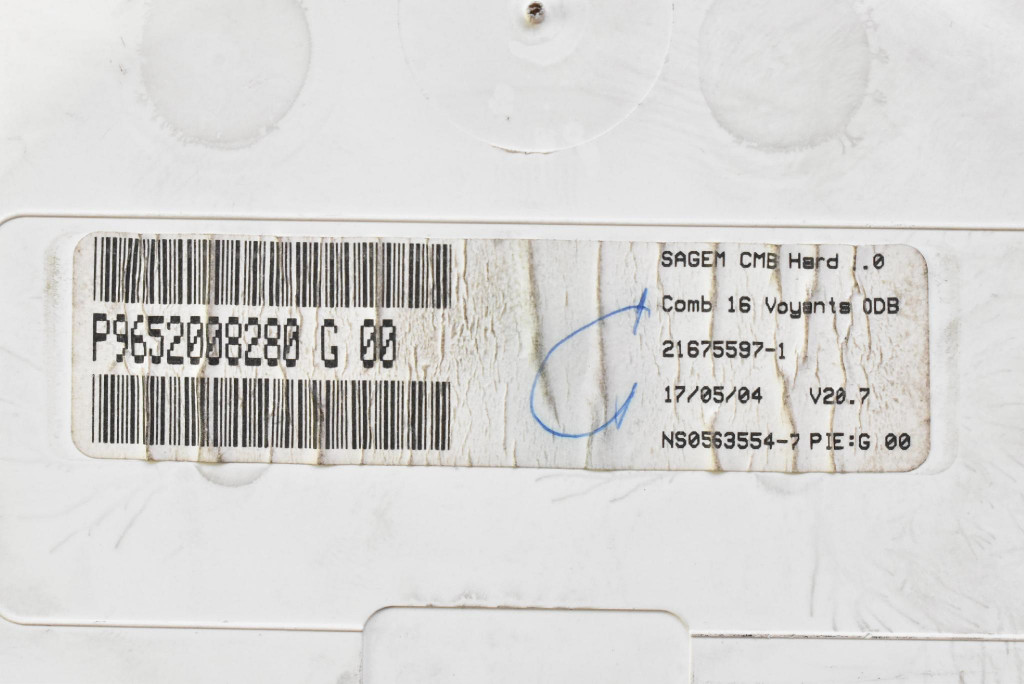 P9652008280 G 00
SAGEM CMB Hard .0
Comb 16 Voyants ODB
21675597-1
17/05/04 V20.7
NS0563554-7 PIE:G 00